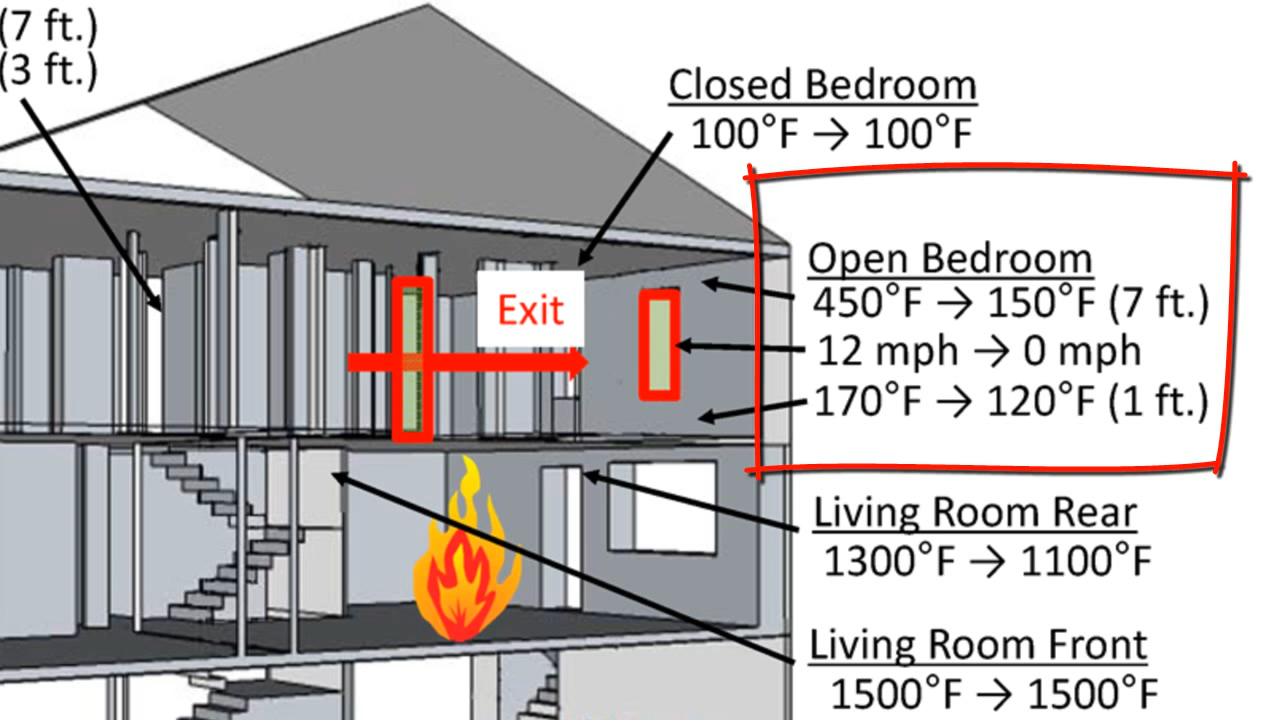 (7 ft.)
(3 ft.)
Closed Bedroom
100°F → 100°F
Open Bedroom
450°F → 150°F (7 ft.)
12 mph → 0 mph
170°F → 120°F (1 ft.)
Exit
Living Room Rear
1300°F → 1100°F
Living Room Front
1500°F → 1500°F